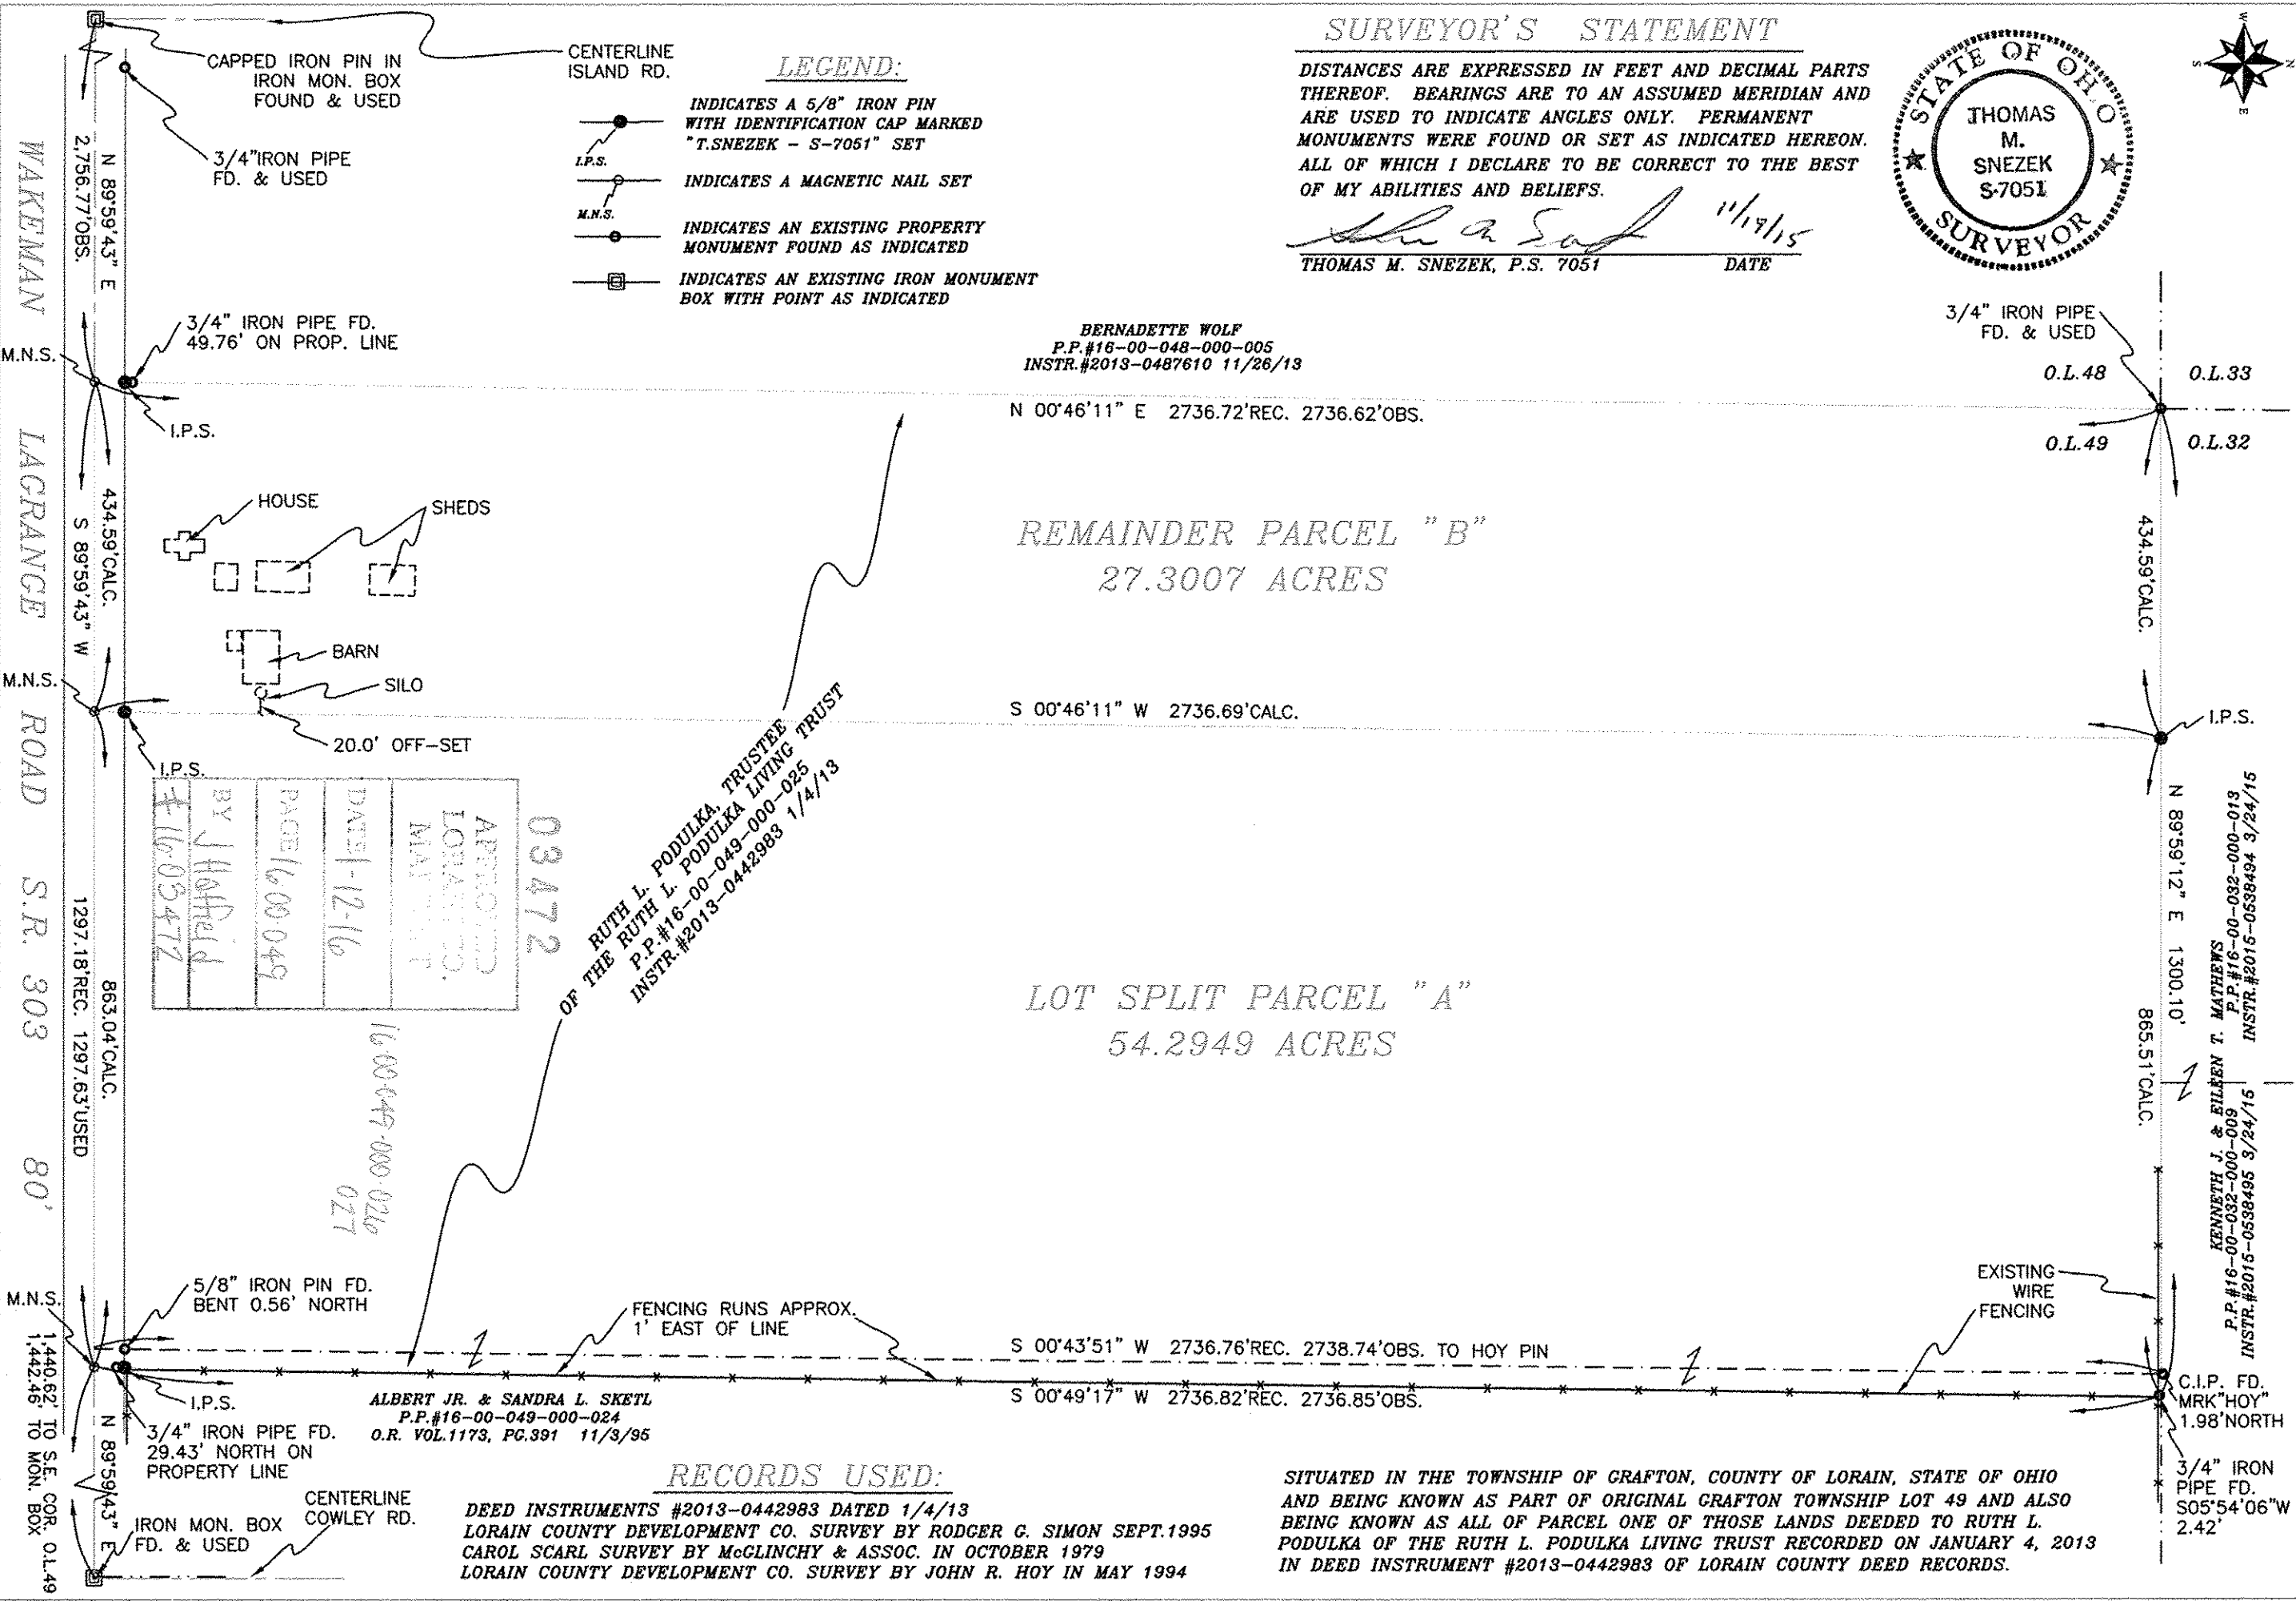 CAPPED IRON PIN IN
IRON MON. BOX
FOUND & USED
CENTERLINE
ISLAND RD.
3/4"IRON PIPE
FD. & USED
LEGEND:
INDICATES A 5/8" IRON PIN
WITH IDENTIFICATION CAP MARKED
"T.SNEZEK - S-7051" SET
I.P.S.
INDICATES A MAGNETIC NAIL SET
M.N.S.
INDICATES AN EXISTING PROPERTY
MONUMENT FOUND AS INDICATED
INDICATES AN EXISTING IRON MONUMENT
BOX WITH POINT AS INDICATED
SURVEYOR'S STATEMENT
DISTANCES ARE EXPRESSED IN FEET AND DECIMAL PARTS
THEREOF. BEARINGS ARE TO AN ASSUMED MERIDIAN AND
ARE USED TO INDICATE ANGLES ONLY. PERMANENT
MONUMENTS WERE FOUND OR SET AS INDICATED HEREON.
ALL OF WHICH I DECLARE TO BE CORRECT TO THE BEST
OF MY ABILITIES AND BELIEFS.
11/19/15
THOMAS M. SNEZEK, P.S. 7051 DATE
STATE OF OHIO
THOMAS
M.
SNEZEK
S-7051
SURVEYOR
W
S
N
E
WAKEMAN LAGRANGE ROAD S.R. 303 80'
N 89°59'43" E
2,756.77'OBS.
M.N.S.
3/4" IRON PIPE FD.
49.76' ON PROP. LINE
I.P.S.
BERNADETTE WOLF
P.P.#16-00-048-000-005
INSTR.#2013-0487610 11/26/13
N 00°46'11" E 2736.72'REC. 2736.62'OBS.
3/4" IRON PIPE
FD. & USED
O.L.48 O.L.33
O.L.49 O.L.32
434.59'CALC.
S 89°59'43" W
HOUSE
SHEDS
BARN
SILO
20.0' OFF-SET
M.N.S.
I.P.S.
REMAINDER PARCEL "B"
27.3007 ACRES
434.59'CALC.
S 00°46'11" W 2736.69'CALC.
I.P.S.
RUTH L. PODULKA, TRUSTEE
OF THE RUTH L. PODULKA LIVING TRUST
P.P.#16-00-049-000-025
INSTR.#2013-0442983 1/4/13
03472
APPROVED
LORAIN CO.
MAP DEPT
DATE 1-12-16
PAGE 1600049
BY J Hatfield
#16-03472
16-00-049-000-026
027
LOT SPLIT PARCEL "A"
54.2949 ACRES
863.04'CALC.
1297.18'REC. 1297.63'USED
N 89°59'12" E 1300.10'
865.51'CALC.
KENNETH J. & EILEEN T. MATHEWS
P.P.#16-00-032-000-013
INSTR.#2015-0538494 3/24/15
P.P.#16-00-032-000-009
INSTR.#2015-0538495 3/24/15
M.N.S.
5/8" IRON PIN FD.
BENT 0.56' NORTH
FENCING RUNS APPROX.
1' EAST OF LINE
S 00°43'51" W 2736.76'REC. 2738.74'OBS. TO HOY PIN
S 00°49'17" W 2736.82'REC. 2736.85'OBS.
EXISTING
WIRE
FENCING
I.P.S.
3/4" IRON PIPE FD.
29.43' NORTH ON
PROPERTY LINE
ALBERT JR. & SANDRA L. SKETL
P.P.#16-00-049-000-024
O.R. VOL.1173, PG.391 11/3/95
C.I.P. FD.
MRK"HOY"
1.98'NORTH
3/4" IRON
PIPE FD.
S05°54'06"W
2.42'
1,440.62' TO S.E. COR. O.L.49
1,442.46' TO MON. BOX
N 89°59'43" E
CENTERLINE
COWLEY RD.
IRON MON. BOX
FD. & USED
RECORDS USED:
DEED INSTRUMENTS #2013-0442983 DATED 1/4/13
LORAIN COUNTY DEVELOPMENT CO. SURVEY BY RODGER G. SIMON SEPT.1995
CAROL SCARL SURVEY BY McGLINCHY & ASSOC. IN OCTOBER 1979
LORAIN COUNTY DEVELOPMENT CO. SURVEY BY JOHN R. HOY IN MAY 1994
SITUATED IN THE TOWNSHIP OF GRAFTON, COUNTY OF LORAIN, STATE OF OHIO
AND BEING KNOWN AS PART OF ORIGINAL GRAFTON TOWNSHIP LOT 49 AND ALSO
BEING KNOWN AS ALL OF PARCEL ONE OF THOSE LANDS DEEDED TO RUTH L.
PODULKA OF THE RUTH L. PODULKA LIVING TRUST RECORDED ON JANUARY 4, 2013
IN DEED INSTRUMENT #2013-0442983 OF LORAIN COUNTY DEED RECORDS.